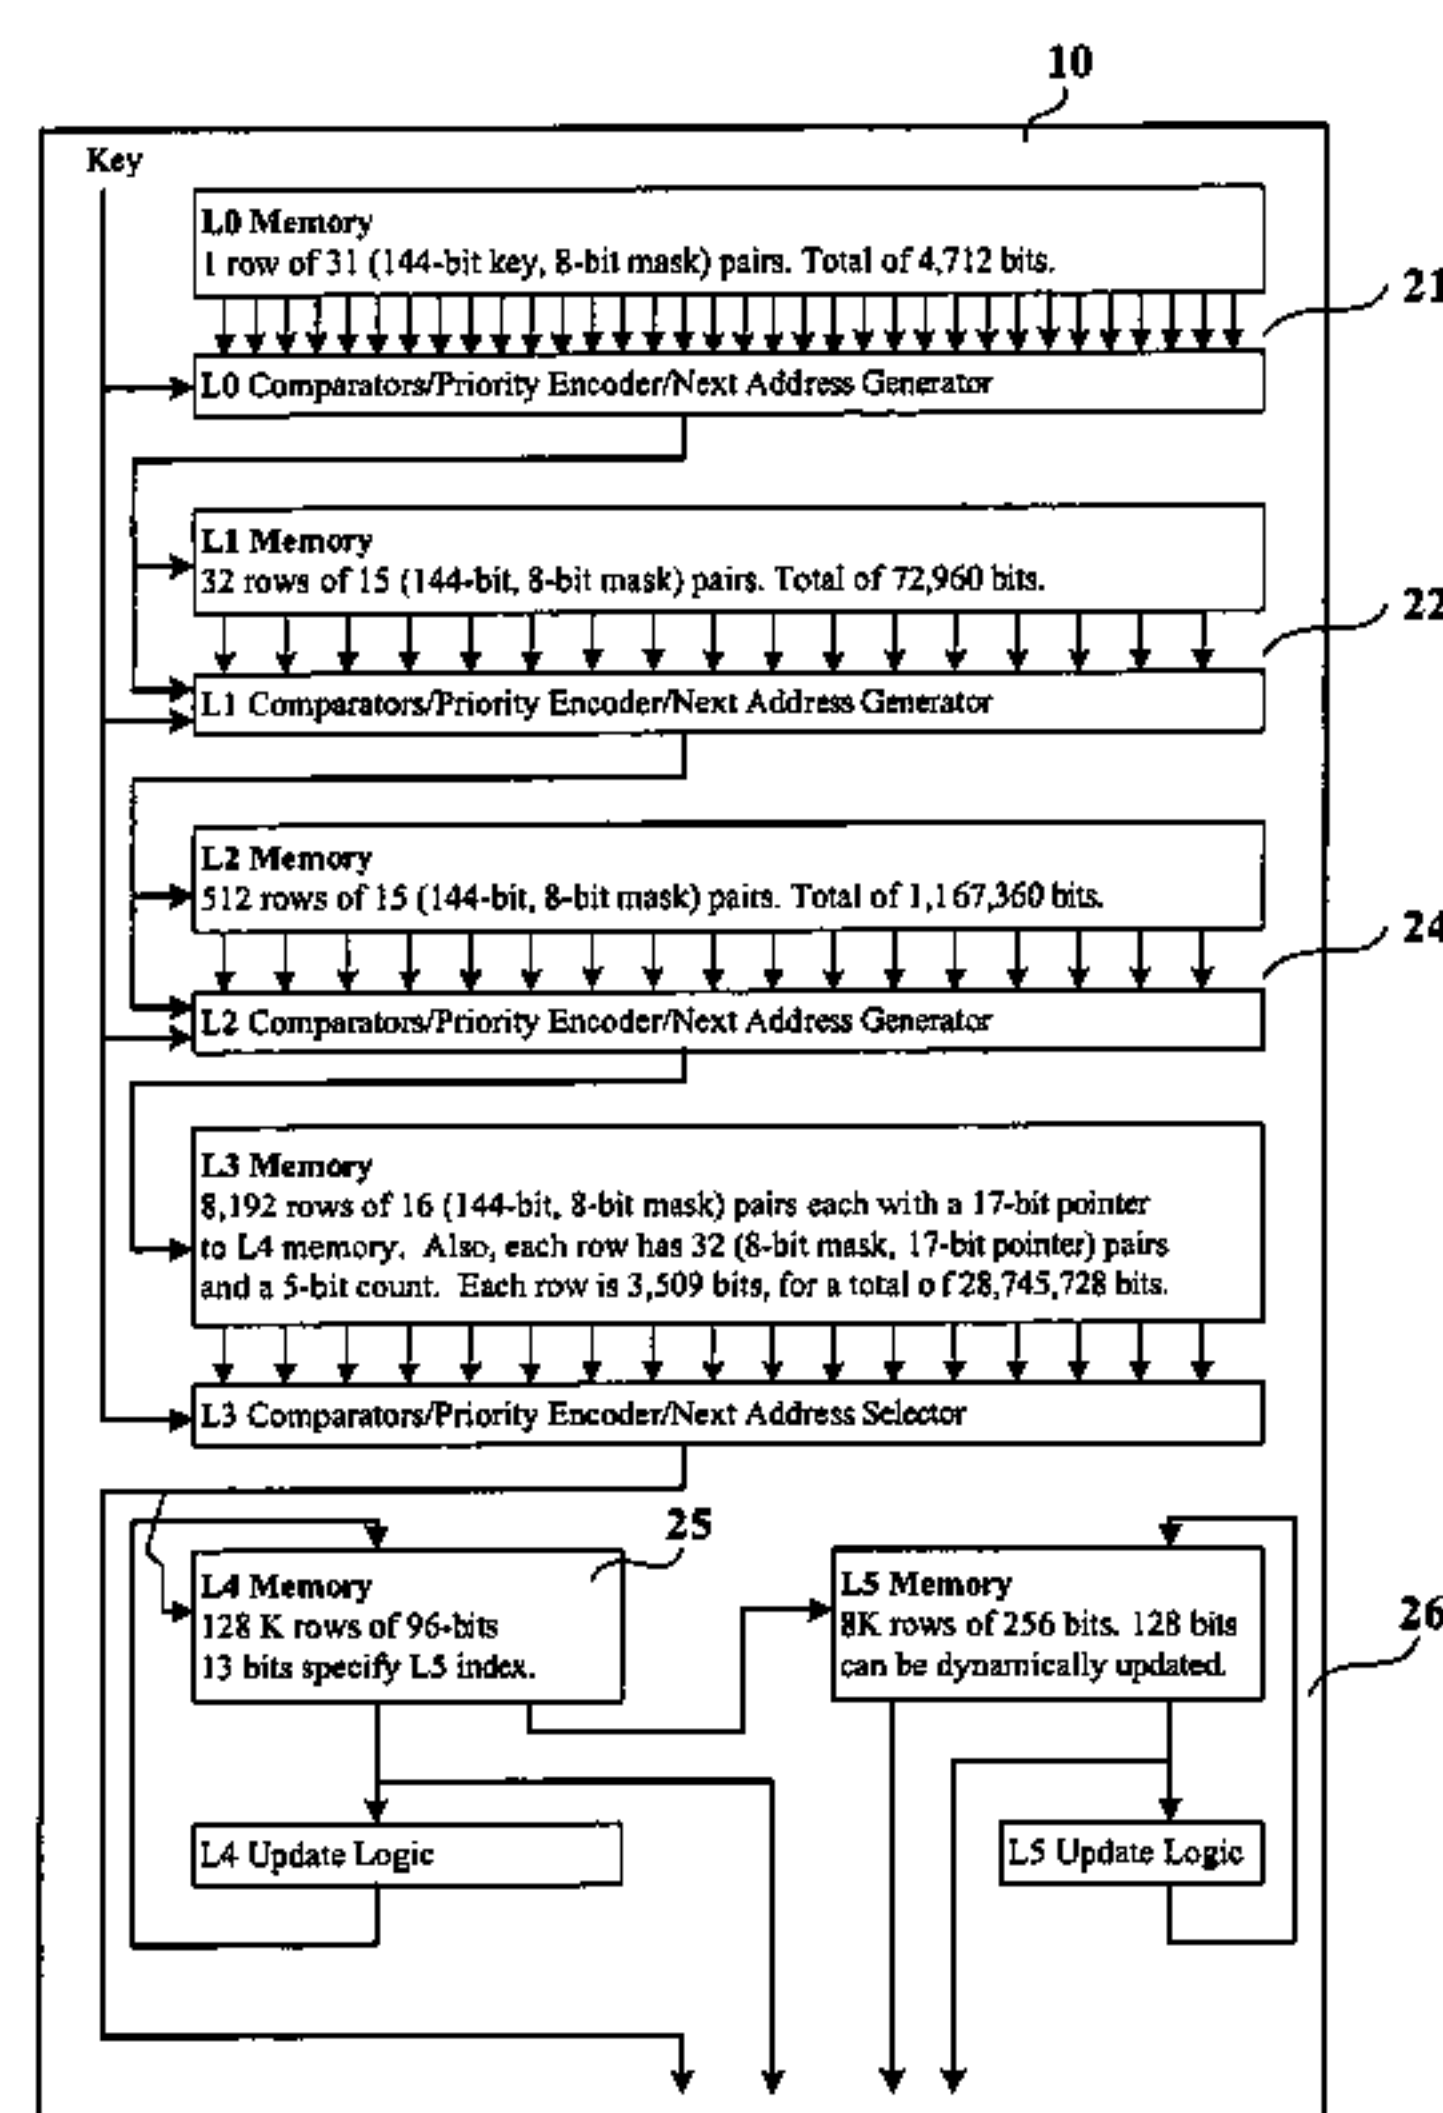 10
Key
L0 Memory
1 row of 31 (144-bit key, 8-bit mask) pairs. Total of 4,712 bits.
21
L0 Comparators/Priority Encoder/Next Address Generator
L1 Memory
32 rows of 15 (144-bit, 8-bit mask) pairs. Total of 72,960 bits.
22
L1 Comparators/Priority Encoder/Next Address Generator
L2 Memory
512 rows of 15 (144-bit, 8-bit mask) pairs. Total of 1,167,360 bits.
24
L2 Comparators/Priority Encoder/Next Address Generator
L3 Memory
8,192 rows of 16 (144-bit, 8-bit mask) pairs each with a 17-bit pointer
to L4 memory. Also, each row has 32 (8-bit mask, 17-bit pointer) pairs
and a 5-bit count. Each row is 3,509 bits, for a total of 28,745,728 bits.
L3 Comparators/Priority Encoder/Next Address Selector
25
L4 Memory
128 K rows of 96-bits
13 bits specify L5 index.
L5 Memory
8K rows of 256 bits. 128 bits
can be dynamically updated.
26
L4 Update Logic
L5 Update Logic